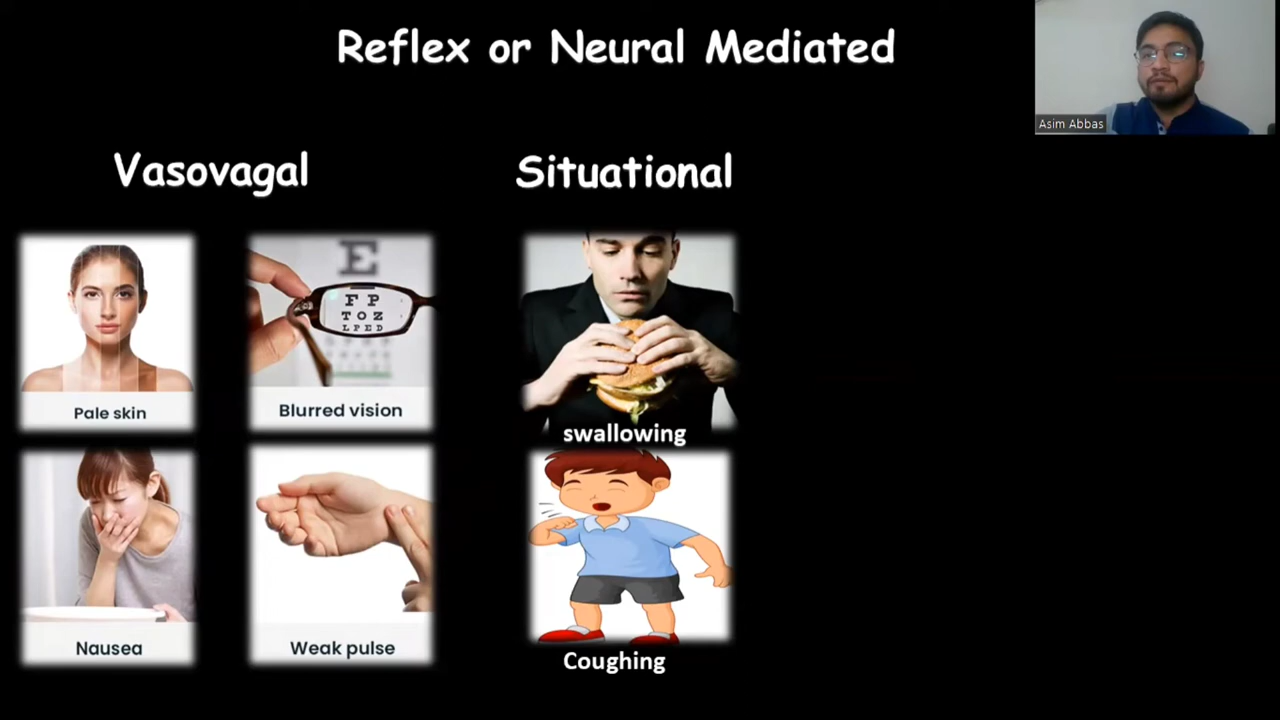 Reflex or Neural Mediated
Asim Abbas
Vasovagal
Situational
E
F P
T O Z
L P E D
Pale skin
Blurred vision
swallowing
Nausea
Weak pulse
Coughing